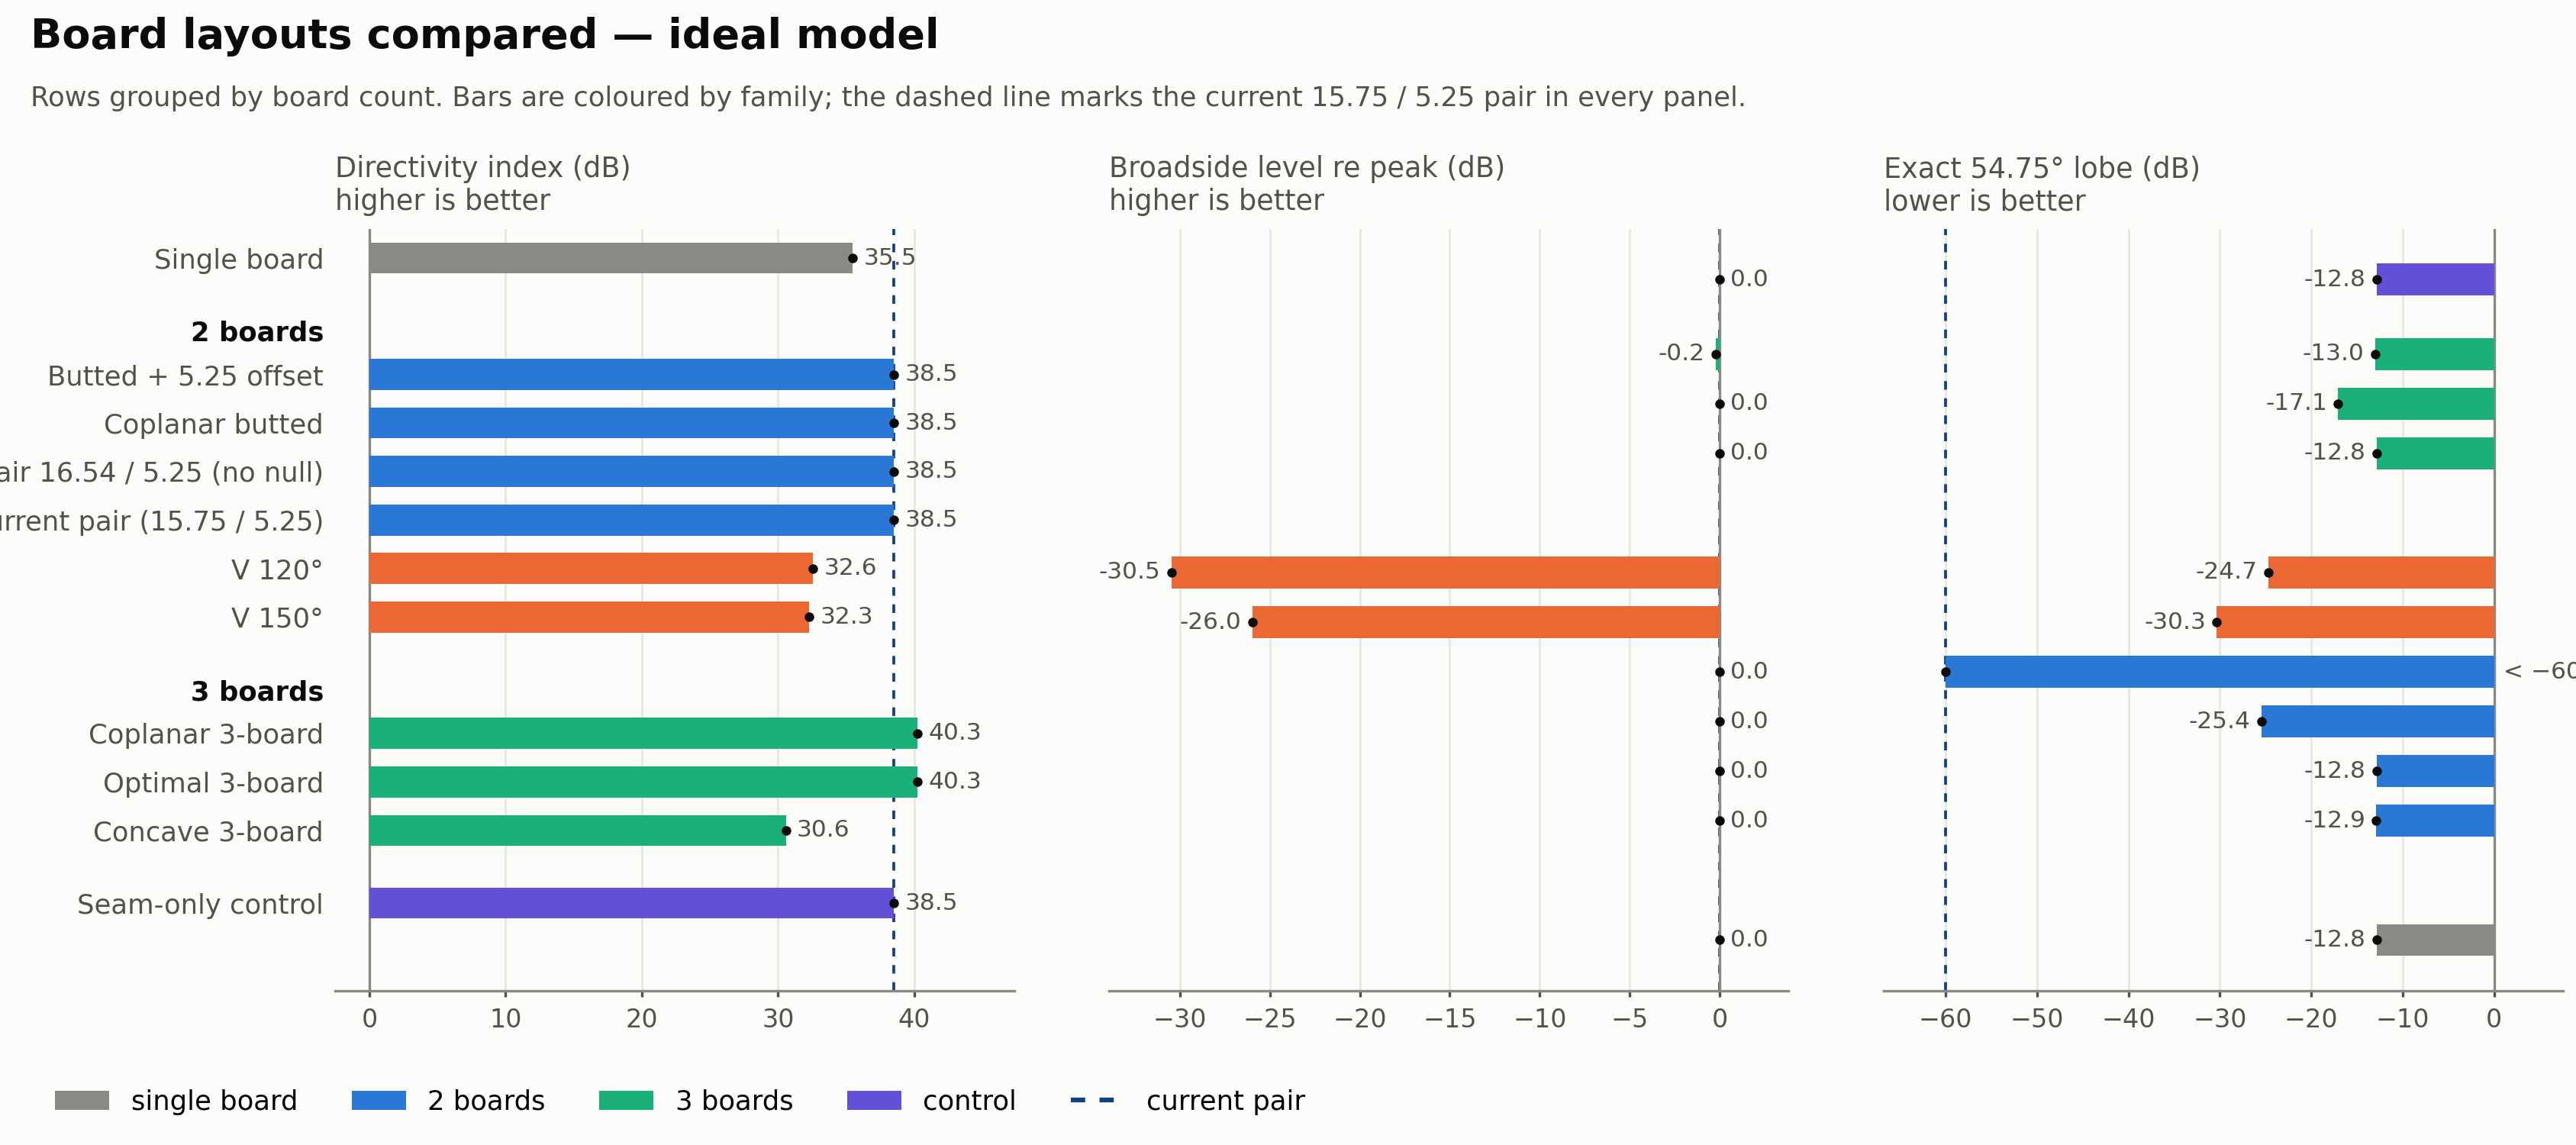 Board layouts compared — ideal model
Rows grouped by board count. Bars are coloured by family; the dashed line marks the current 15.75 / 5.25 pair in every panel.
Directivity index (dB)
higher is better
Single board
35.5
2 boards
Butted + 5.25 offset
38.5
Coplanar butted
38.5
air 16.54 / 5.25 (no null)
38.5
urrent pair (15.75 / 5.25)
38.5
V 120°
32.6
V 150°
32.3
3 boards
Coplanar 3-board
40.3
Optimal 3-board
40.3
Concave 3-board
30.6
Seam-only control
38.5
0 10 20 30 40
Broadside level re peak (dB)
higher is better
0.0
-0.2
0.0
0.0
-30.5
-26.0
0.0
0.0
0.0
0.0
0.0
−30 −25 −20 −15 −10 −5 0
Exact 54.75° lobe (dB)
lower is better
-12.8
-13.0
-17.1
-12.8
-24.7
-30.3
< −60
-25.4
-12.8
-12.9
-12.8
−60 −50 −40 −30 −20 −10 0
single board 2 boards 3 boards control current pair